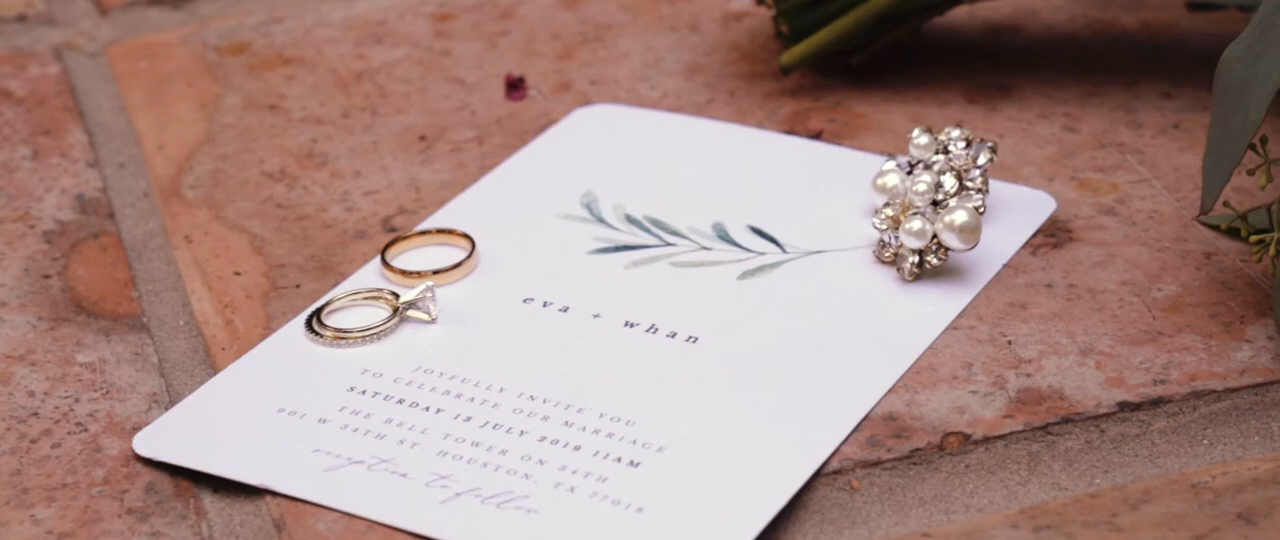 eva + whan
JOYFULLY INVITE YOU
TO CELEBRATE OUR MARRIAGE
SATURDAY 13 JULY 2019 11AM
THE BELL TOWER ON 34TH
901 W 34TH ST. HOUSTON, TX 77018
reception to follow